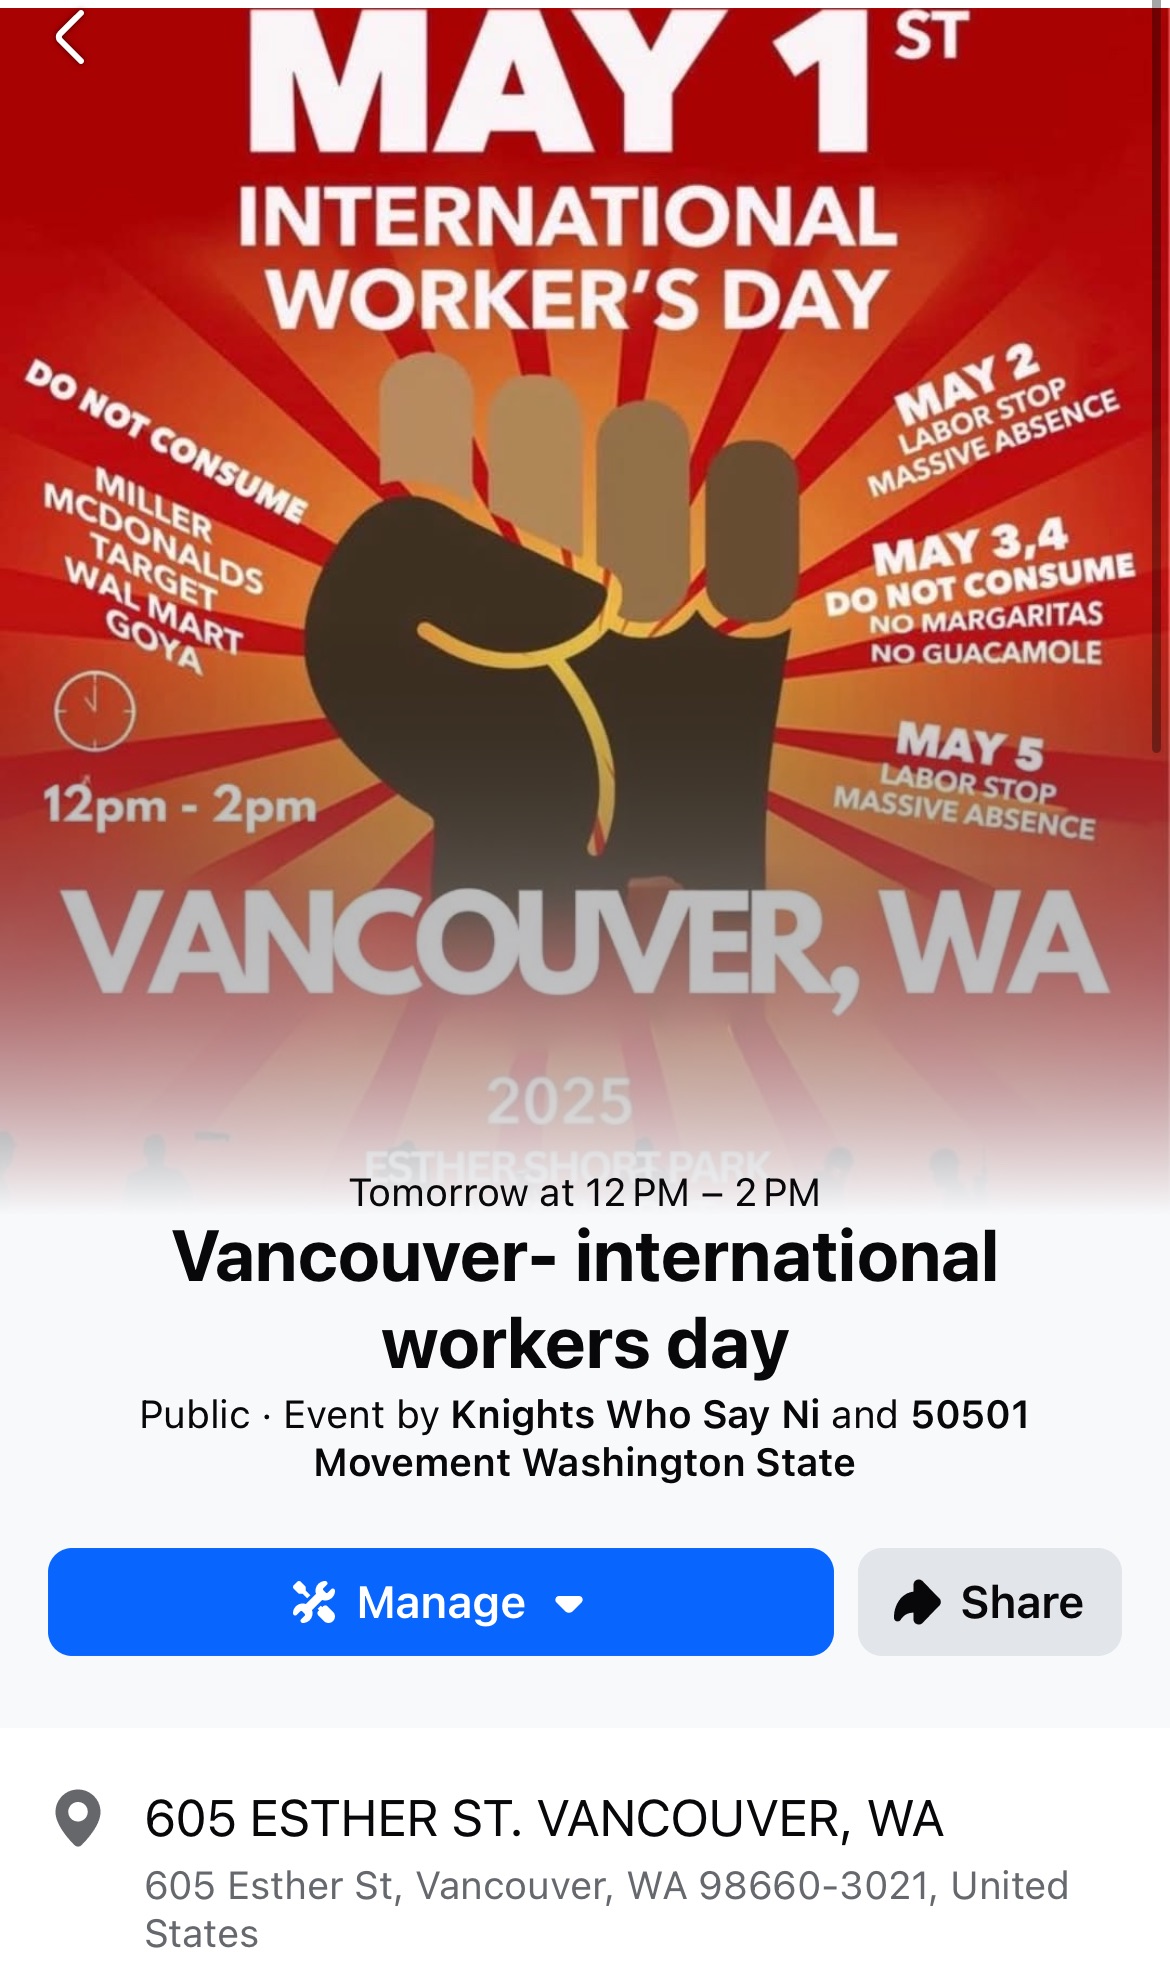 MAY 1ST
INTERNATIONAL
WORKER'S DAY
DO NOT CONSUME
MILLER
MCDONALDS
TARGET
WAL MART
GOYA
12pm - 2pm
MAY 2
LABOR STOP
MASSIVE ABSENCE
MAY 3,4
DO NOT CONSUME
NO MARGARITAS
NO GUACAMOLE
MAY 5
LABOR STOP
MASSIVE ABSENCE
VANCOUVER, WA
2025
ESTHER SHORT PARK
Tomorrow at 12 PM – 2 PM
Vancouver- international
workers day
Public · Event by Knights Who Say Ni and 50501
Movement Washington State
Manage
Share
605 ESTHER ST. VANCOUVER, WA
605 Esther St, Vancouver, WA 98660-3021, United
States